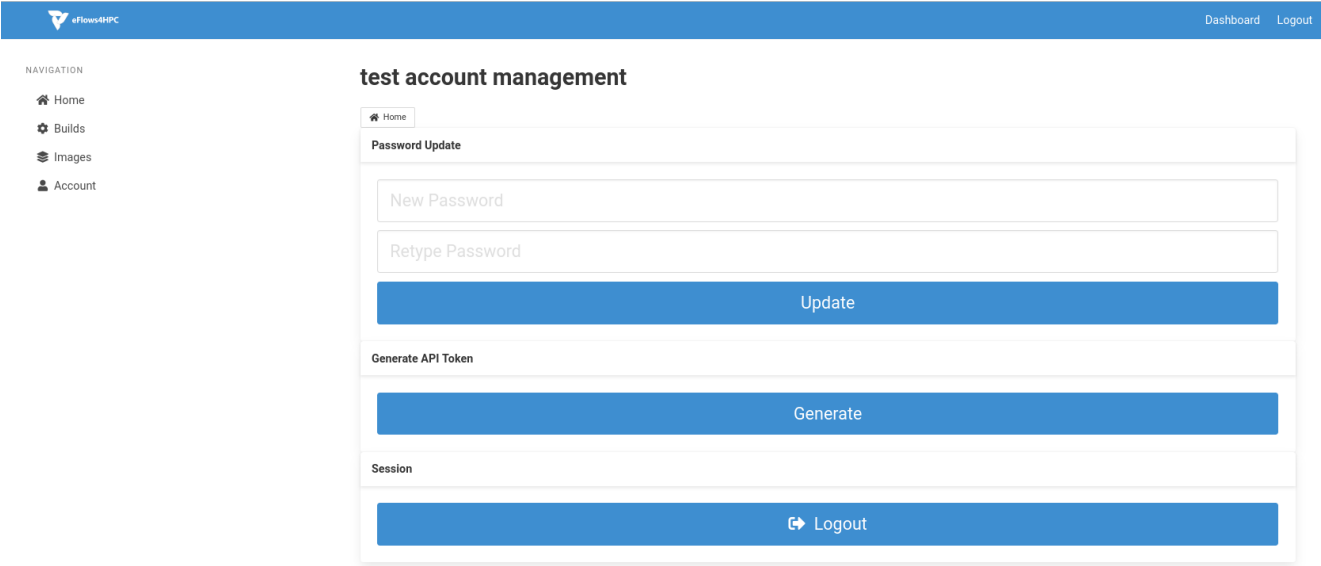 eFlows4HPC
Dashboard Logout
NAVIGATION
Home
Builds
Images
Account
test account management
Home
Password Update
New Password
Retype Password
Update
Generate API Token
Generate
Session
Logout